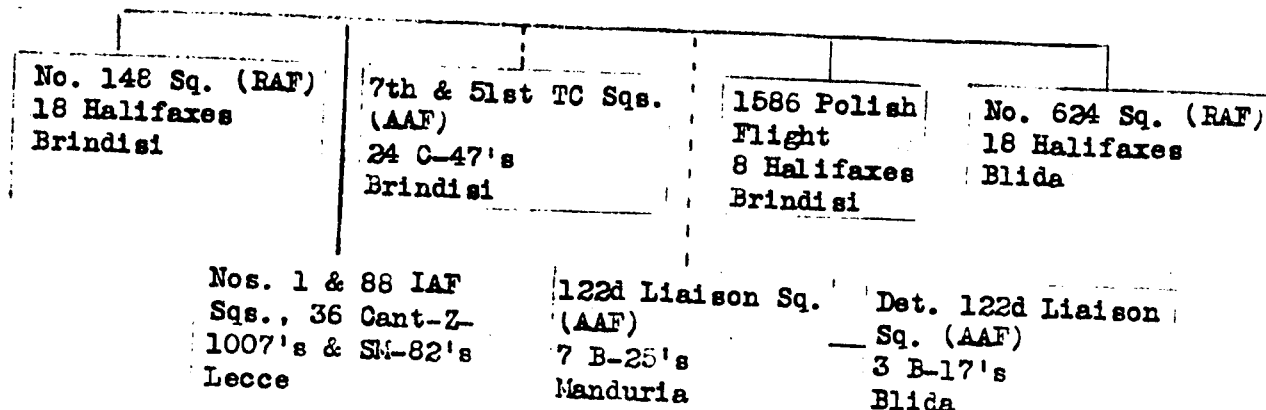 No. 148 Sq. (RAF)
18 Halifaxes
Brindisi
7th & 51st TC Sqs.
(AAF)
24 C-47's
Brindisi
1586 Polish
Flight
8 Halifaxes
Brindisi
No. 624 Sq. (RAF)
18 Halifaxes
Blida
Nos. 1 & 88 IAF
Sqs., 36 Cant-Z-
1007's & SM-82's
Lecce
122d Liaison Sq.
(AAF)
7 B-25's
Manduria
Det. 122d Liaison
Sq. (AAF)
3 B-17's
Blida